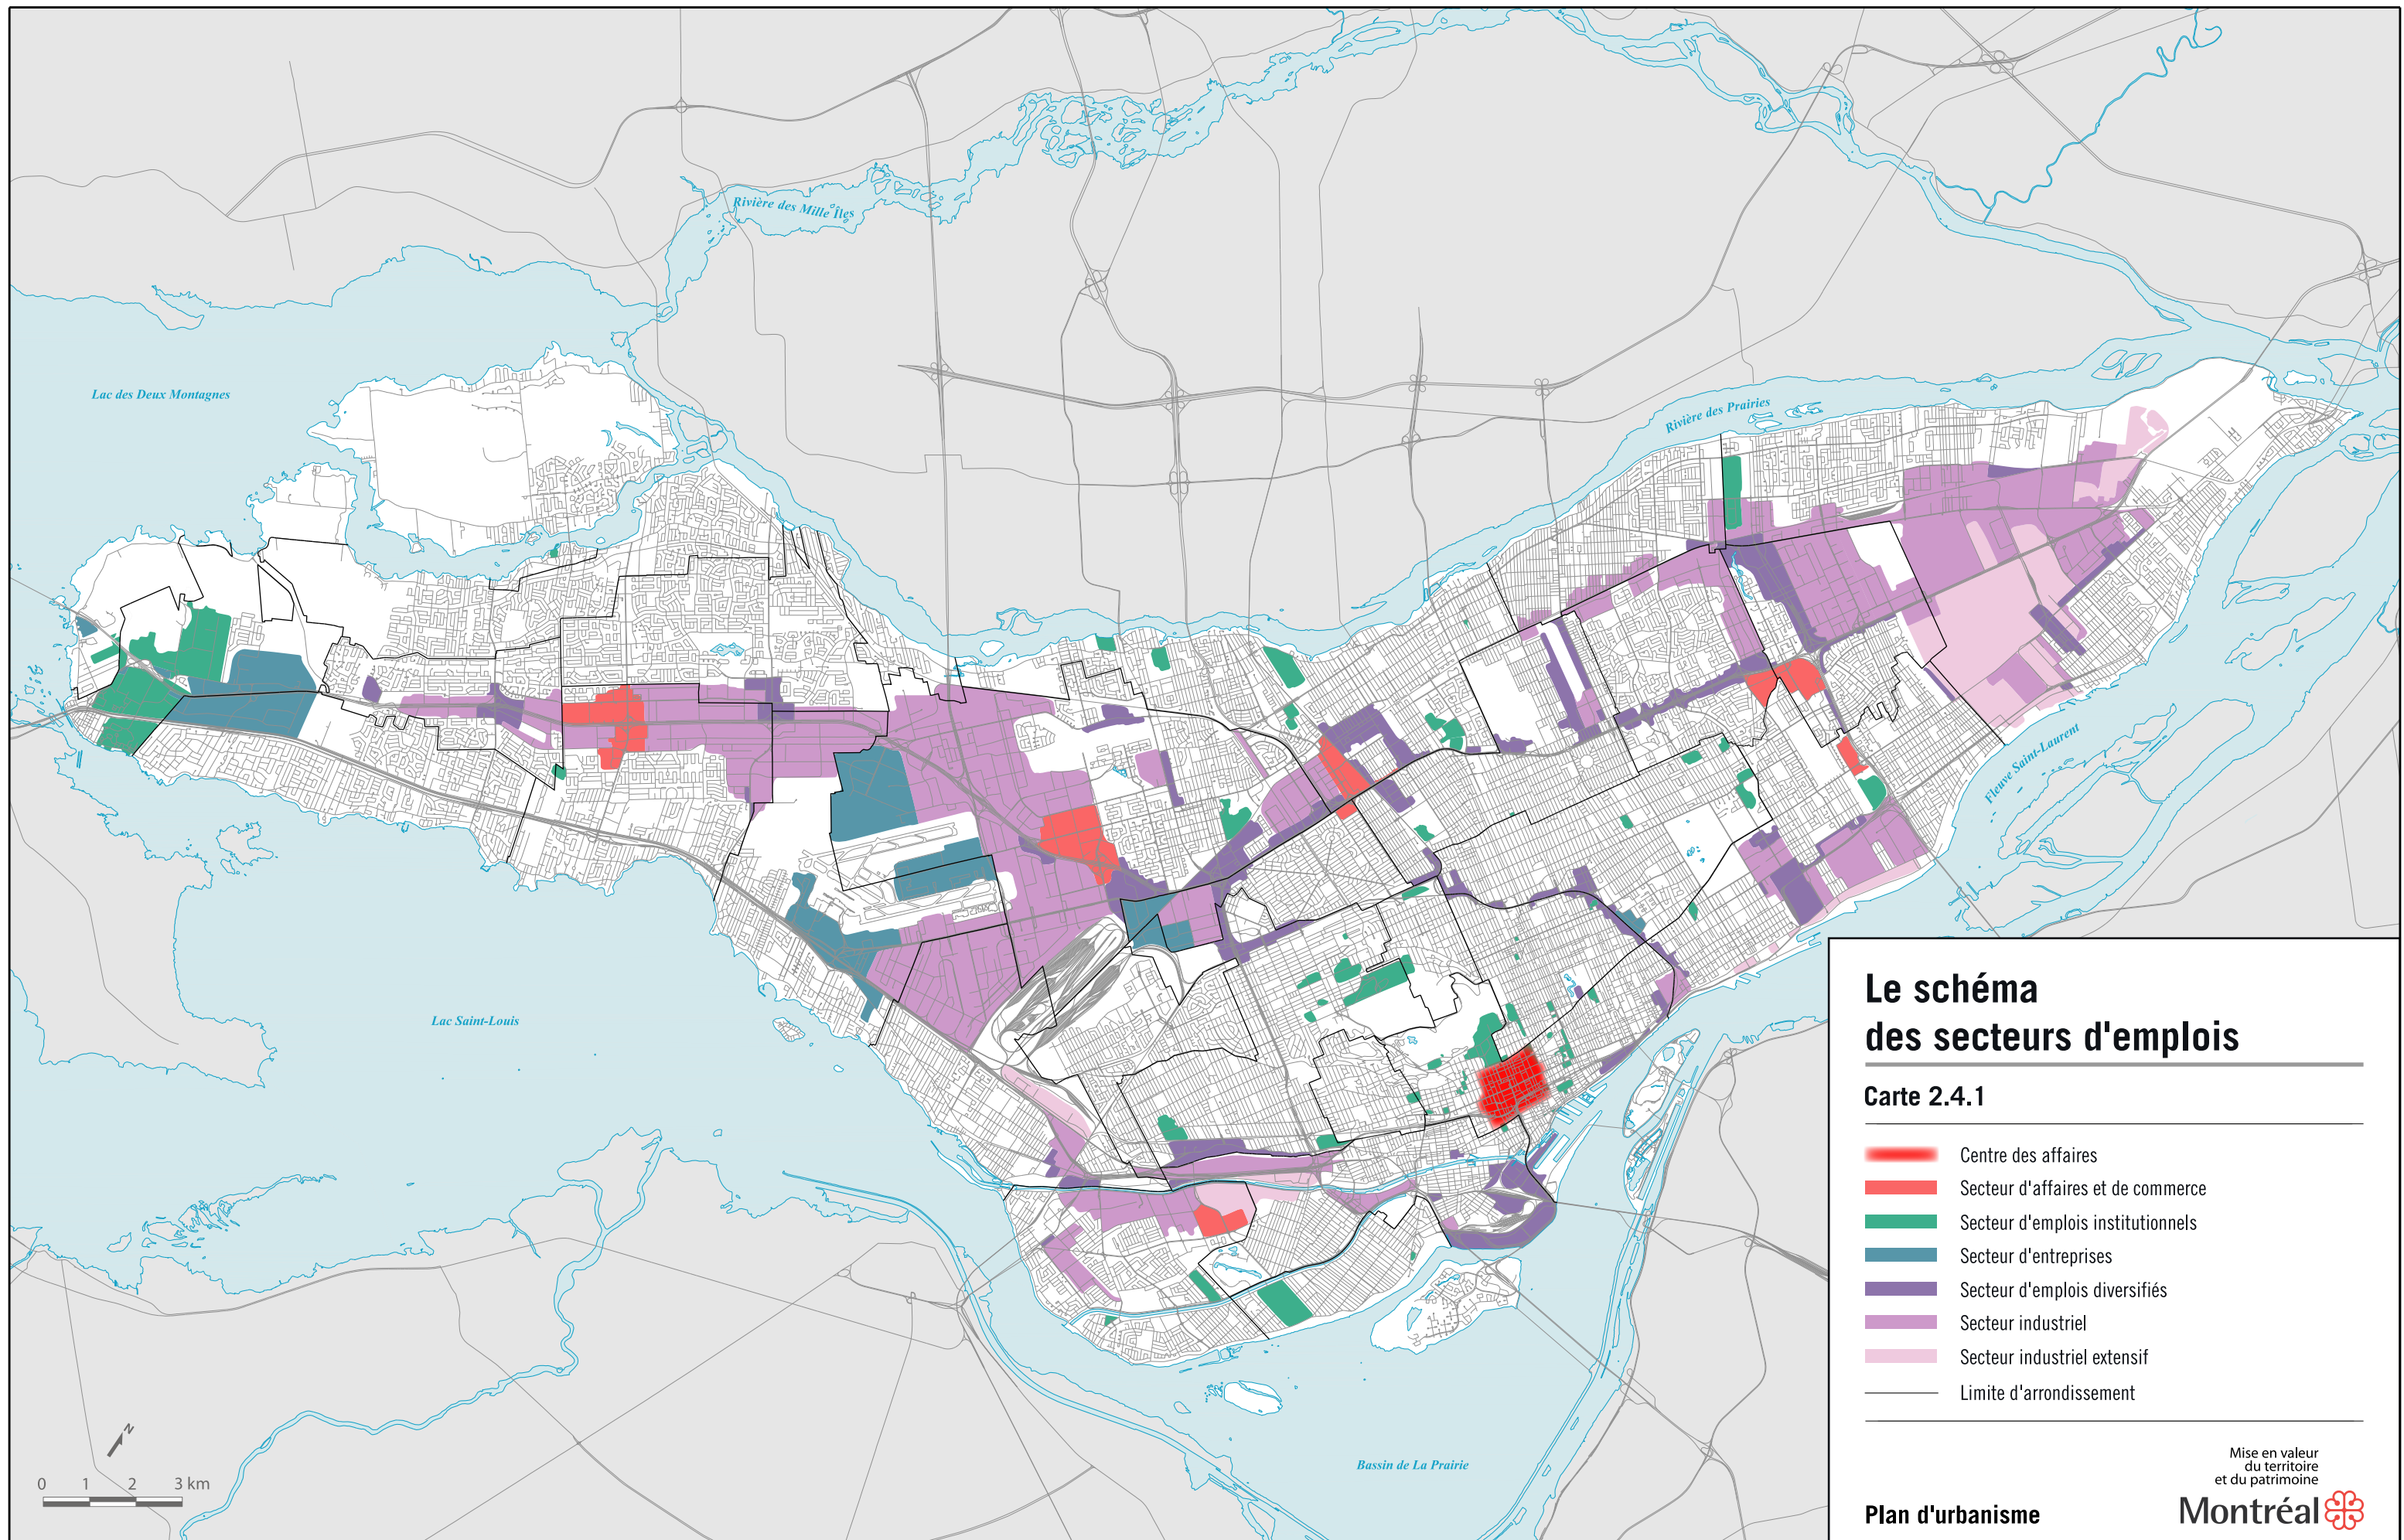 Rivière des Mille Îles
Lac des Deux Montagnes
Rivière des Prairies
Fleuve Saint-Laurent
Lac Saint-Louis
Bassin de La Prairie
N
0 1 2 3 km
Le schéma
des secteurs d'emplois
Carte 2.4.1
Centre des affaires
Secteur d'affaires et de commerce
Secteur d'emplois institutionnels
Secteur d'entreprises
Secteur d'emplois diversifiés
Secteur industriel
Secteur industriel extensif
Limite d'arrondissement
Mise en valeur
du territoire
et du patrimoine
Plan d'urbanisme
Montréal